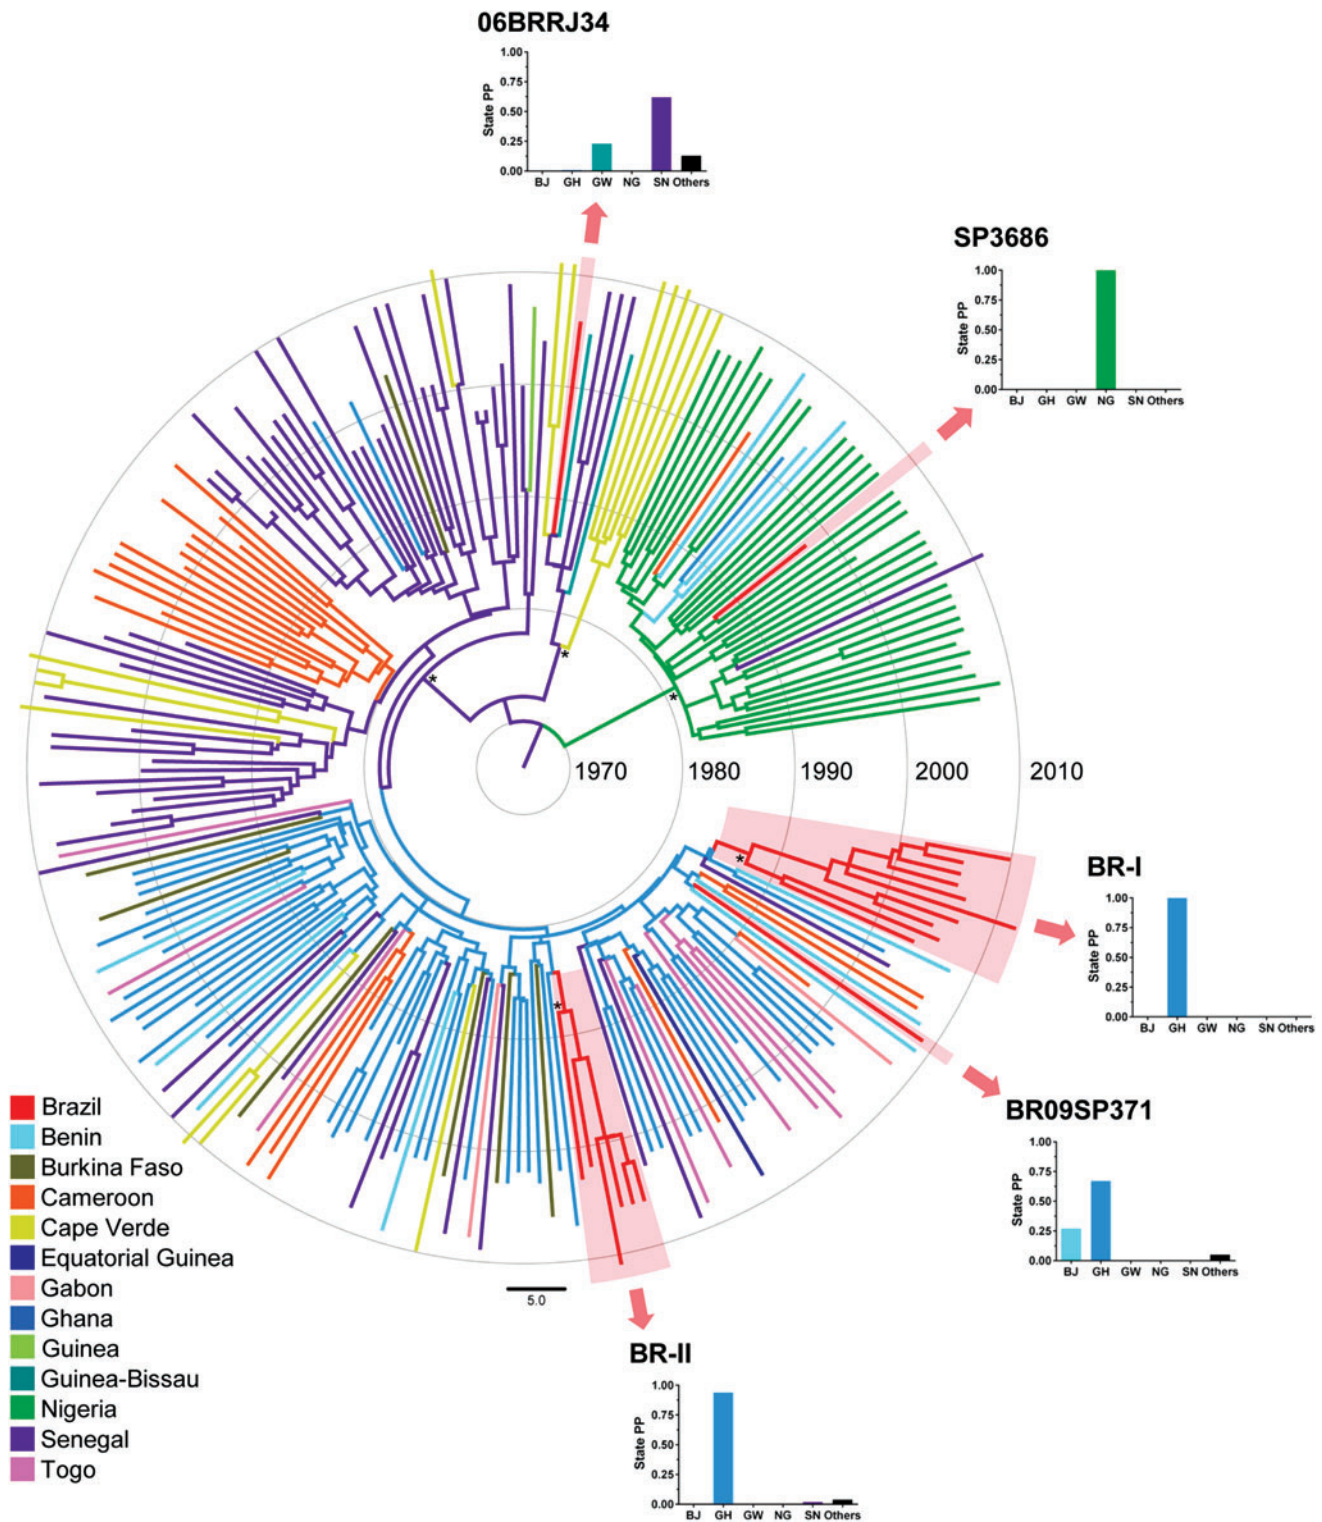 06BRRJ34
1.00
0.75
0.50
0.25
0.00
State PP
BJ GH GW NG SN Others
SP3686
1.00
0.75
0.50
0.25
0.00
State PP
BJ GH GW NG SN Others
*
*
*
1970 1980 1990 2000 2010
*
BR-I
1.00
0.75
0.50
0.25
0.00
State PP
BJ GH GW NG SN Others
*
BR09SP371
1.00
0.75
0.50
0.25
0.00
State PP
BJ GH GW NG SN Others
Brazil
Benin
Burkina Faso
Cameroon
Cape Verde
Equatorial Guinea
Gabon
Ghana
Guinea
Guinea-Bissau
Nigeria
Senegal
Togo
5.0
BR-II
1.00
0.75
0.50
0.25
0.00
State PP
BJ GH GW NG SN Others